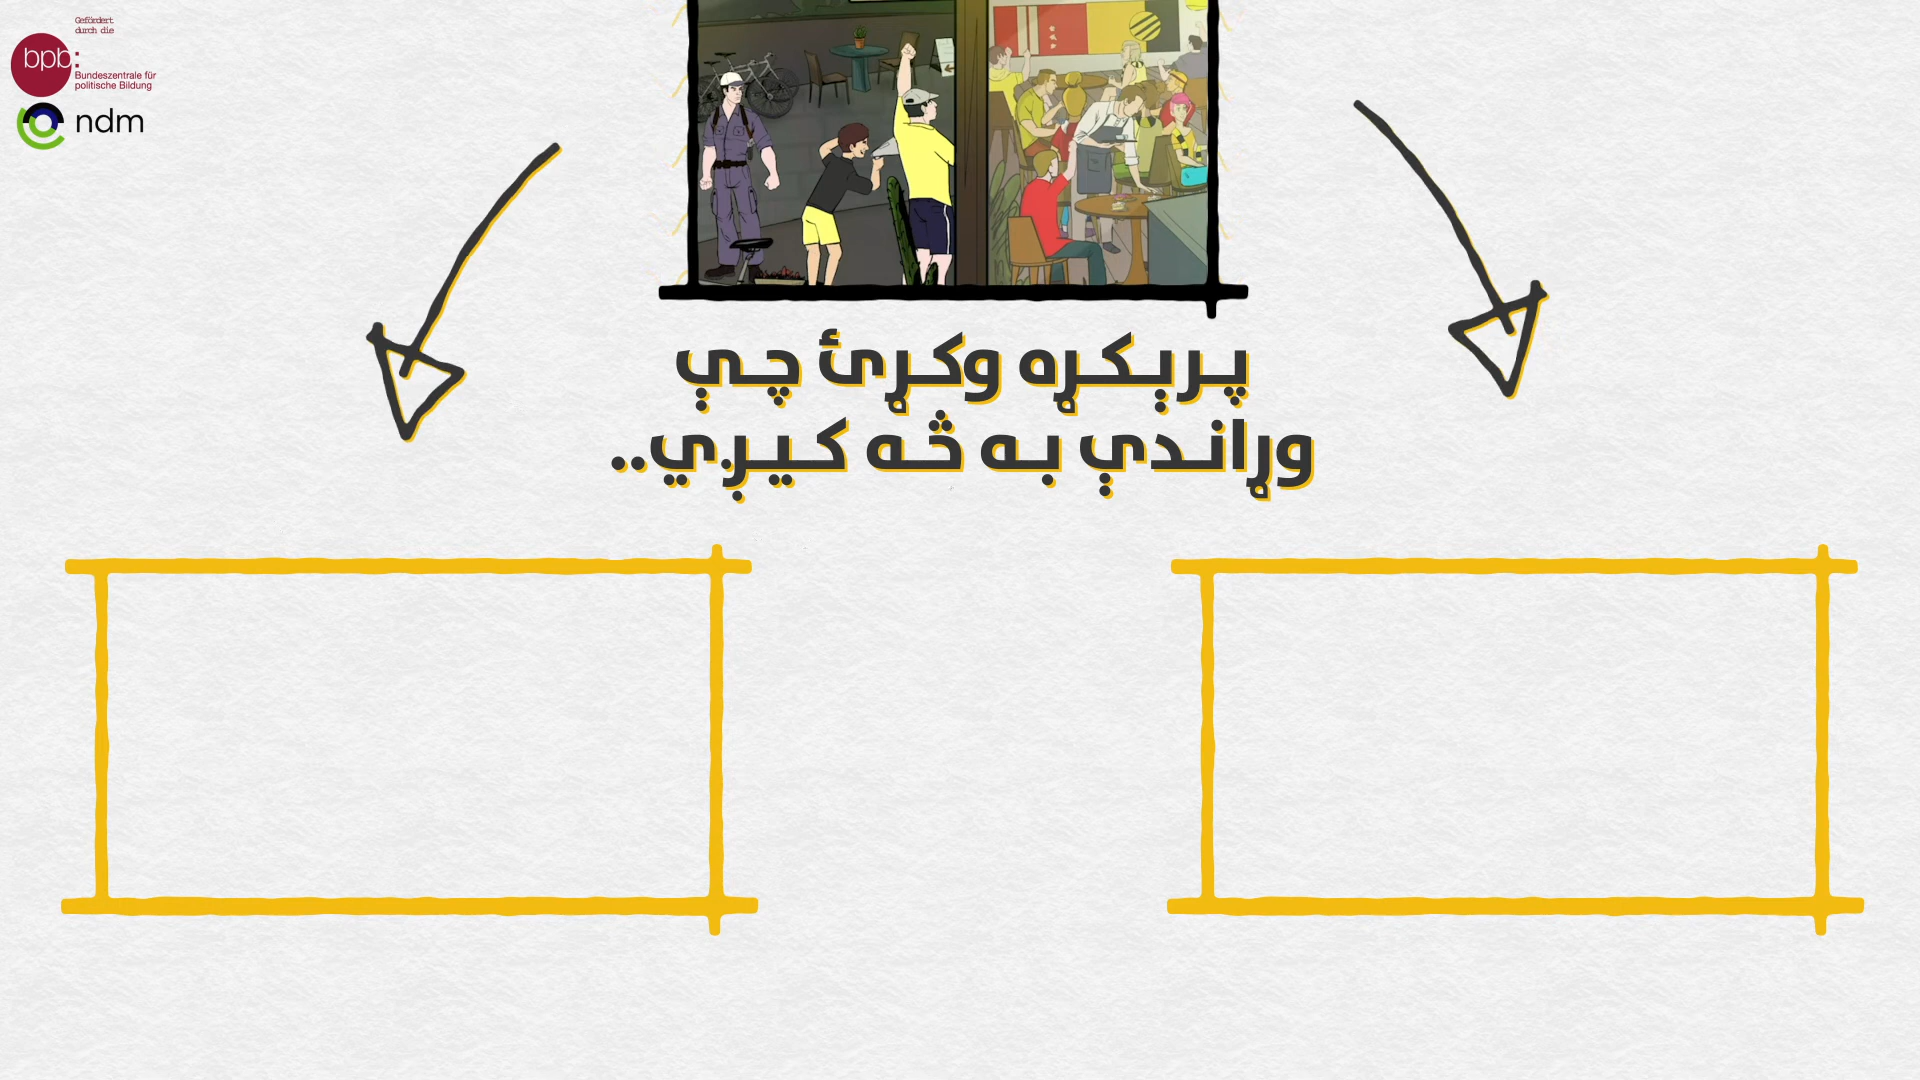 Gefördert
durch die
bpb:
Bundeszentrale für
politische Bildung
ndm
پرېکړه وکړئ چې
وړاندې به څه کیږي..